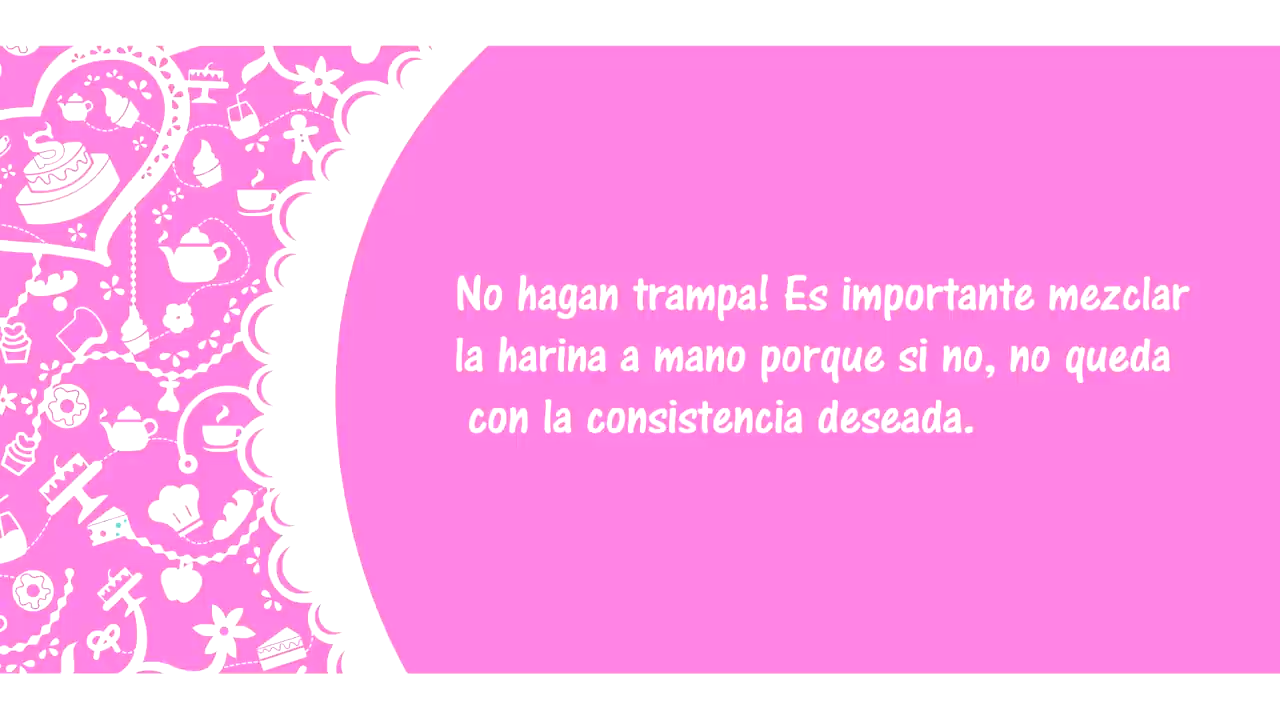 No hagan trampa! Es importante mezclar
la harina a mano porque si no, no queda
con la consistencia deseada.
S